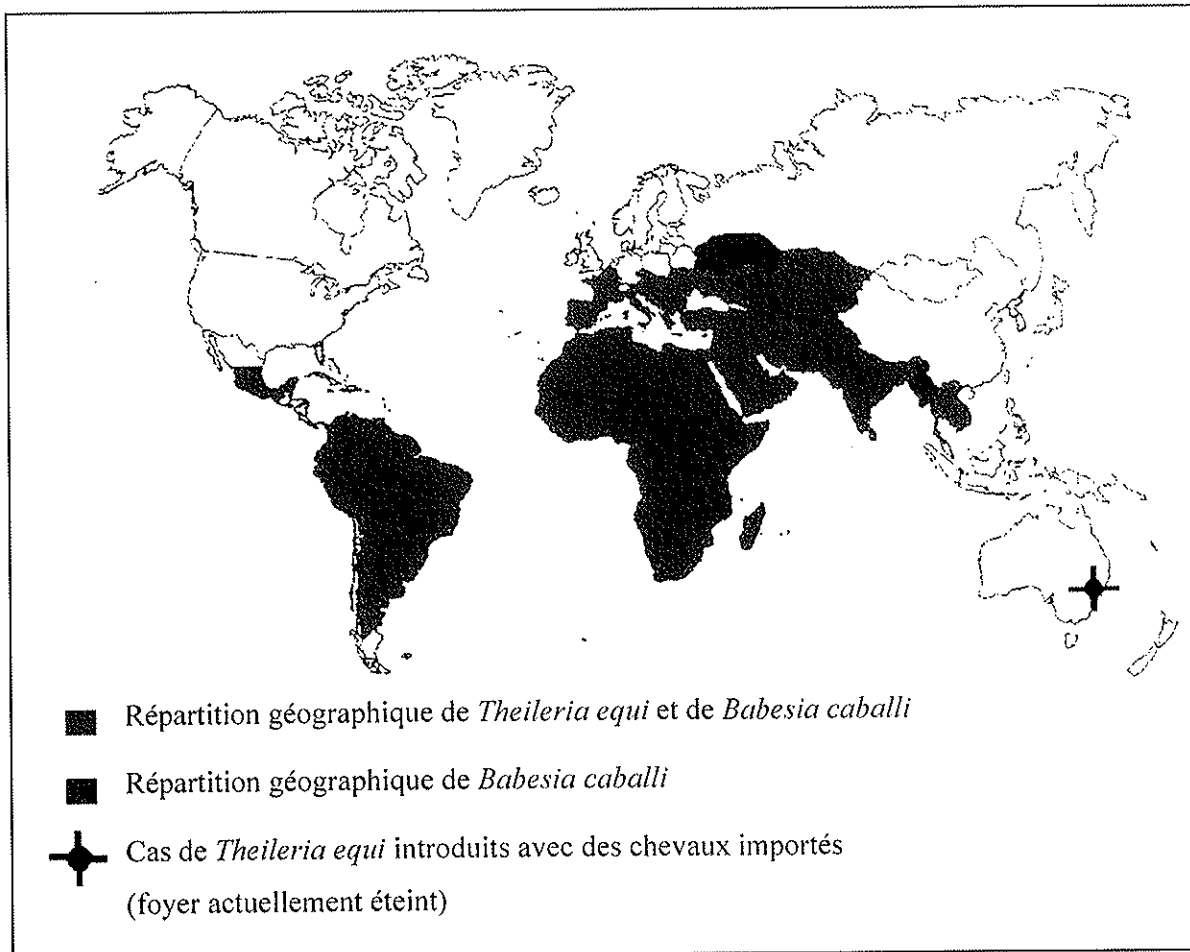 Répartition géographique de Theileria equi et de Babesia caballi
Répartition géographique de Babesia caballi
Cas de Theileria equi introduits avec des chevaux importés
(foyer actuellement éteint)